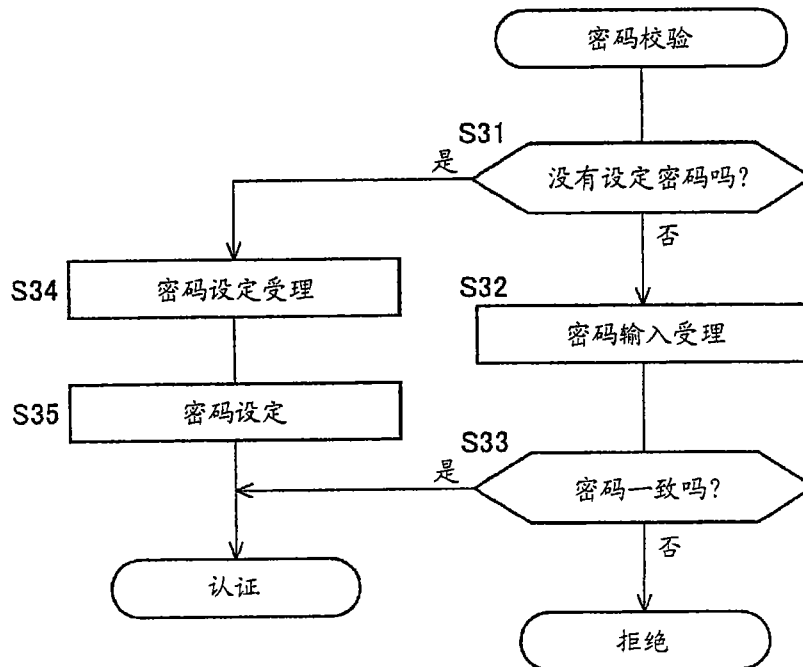 密码校验
S31
是
没有设定密码吗?
否
S34
密码设定受理
S32
密码输入受理
S35
密码设定
S33
是
密码一致吗?
否
认证
拒绝